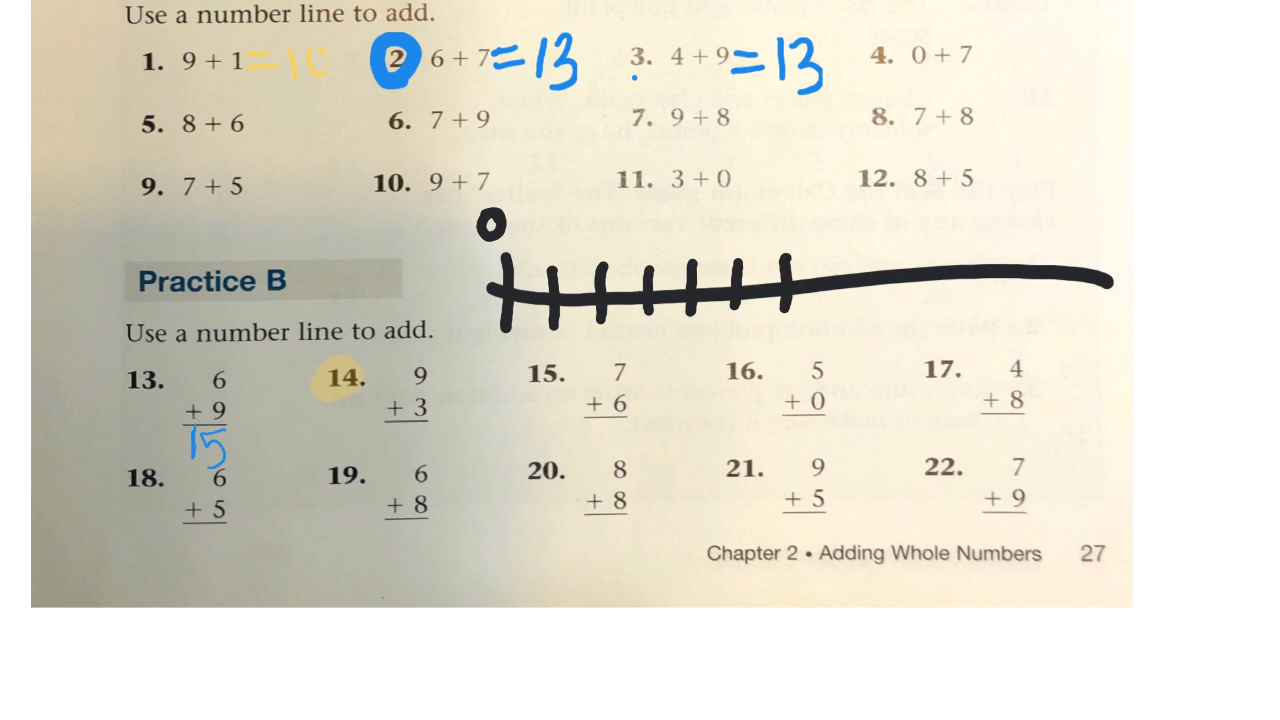 Use a number line to add.
1. 9 + 1 = 10 2 6 + 7 = 13 3. 4 + 9 = 13 4. 0 + 7
5. 8 + 6 6. 7 + 9 7. 9 + 8 8. 7 + 8
9. 7 + 5 10. 9 + 7 11. 3 + 0 12. 8 + 5
0
Practice B
Use a number line to add.
13. 6 14. 9 15. 7 16. 5 17. 4
+ 9 + 3 + 6 + 0 + 8
15
18. 6 19. 6 20. 8 21. 9 22. 7
+ 5 + 8 + 8 + 5 + 9
Chapter 2 • Adding Whole Numbers 27